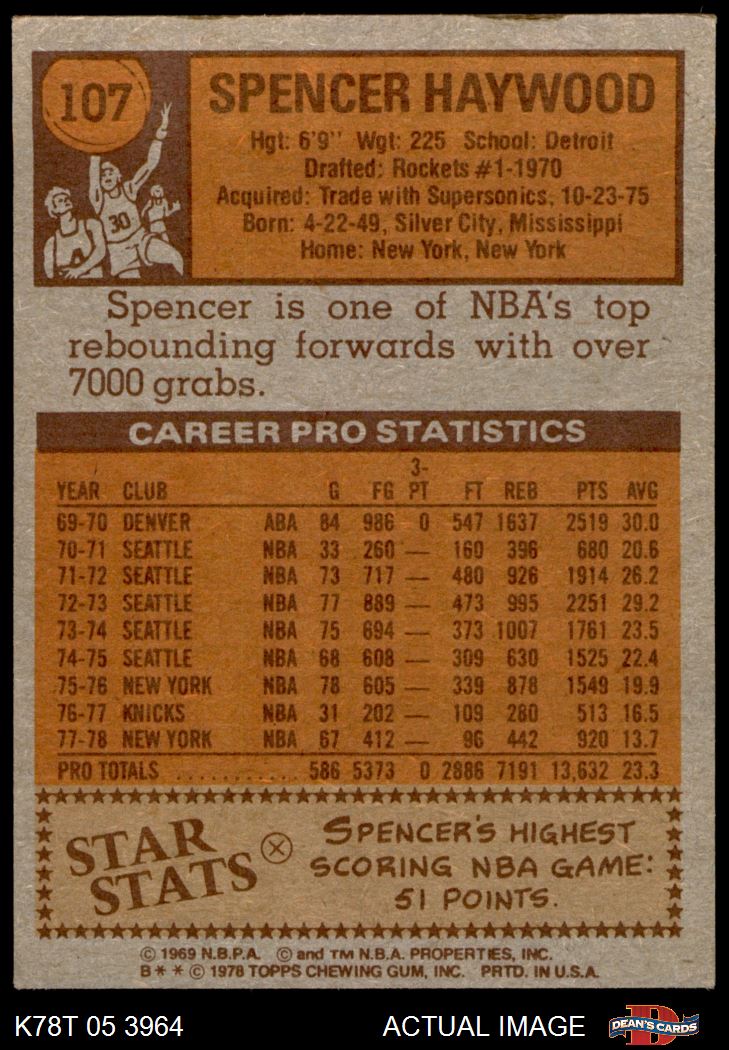 107
SPENCER HAYWOOD
Hgt: 6'9" Wgt: 225 School: Detroit
Drafted: Rockets #1-1970
Acquired: Trade with Supersonics, 10-23-75
Born: 4-22-49, Silver City, Mississippi
Home: New York, New York
30
Spencer is one of NBA's top
rebounding forwards with over
7000 grabs.
CAREER PRO STATISTICS
YEAR CLUB G FG 3-PT FT REB PTS AVG
69-70 DENVER ABA 84 986 0 547 1637 2519 30.0
70-71 SEATTLE NBA 33 260 — 160 396 680 20.6
71-72 SEATTLE NBA 73 717 — 480 926 1914 26.2
72-73 SEATTLE NBA 77 889 — 473 995 2251 29.2
73-74 SEATTLE NBA 75 694 — 373 1007 1761 23.5
74-75 SEATTLE NBA 68 608 — 309 630 1525 22.4
75-76 NEW YORK NBA 78 605 — 339 878 1549 19.9
76-77 KNICKS NBA 31 202 — 109 280 513 16.5
77-78 NEW YORK NBA 67 412 — 96 442 920 13.7
PRO TOTALS ........... 586 5373 0 2886 7191 13,632 23.3
STAR STATS
SPENCER'S HIGHEST
SCORING NBA GAME:
51 POINTS.
© 1969 N.B.P.A. © and TM N.B.A. PROPERTIES, INC.
B * * © 1978 TOPPS CHEWING GUM, INC. PRTD. IN U.S.A.
K78T 05 3964 ACTUAL IMAGE
DEAN'S CARDS